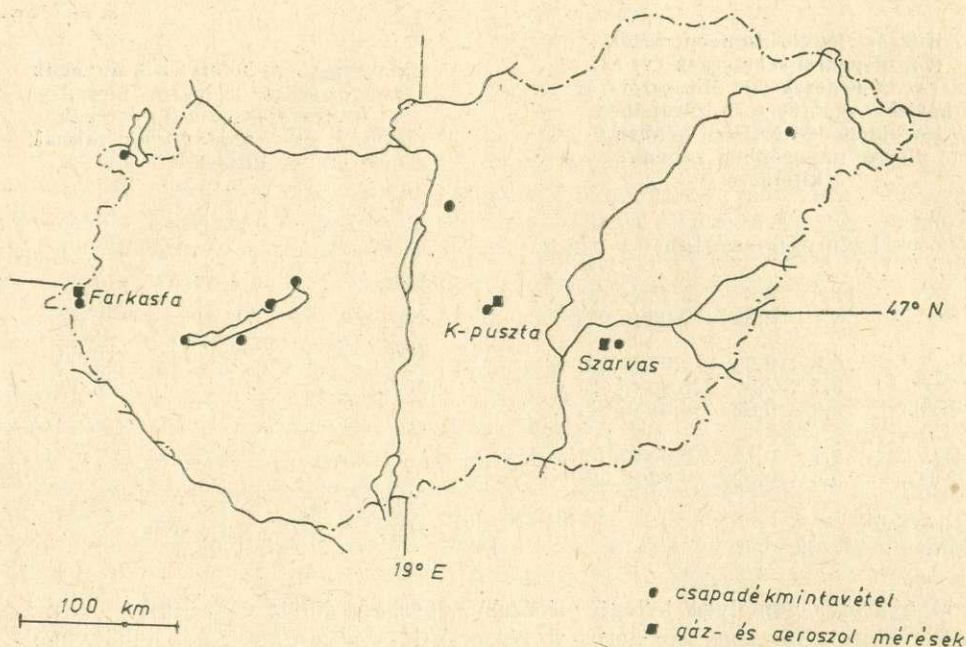 Farkasfa
K-puszta
47° N
Szarvas
19° E
100 km
csapadékmintavétel
gáz- és aeroszol mérések